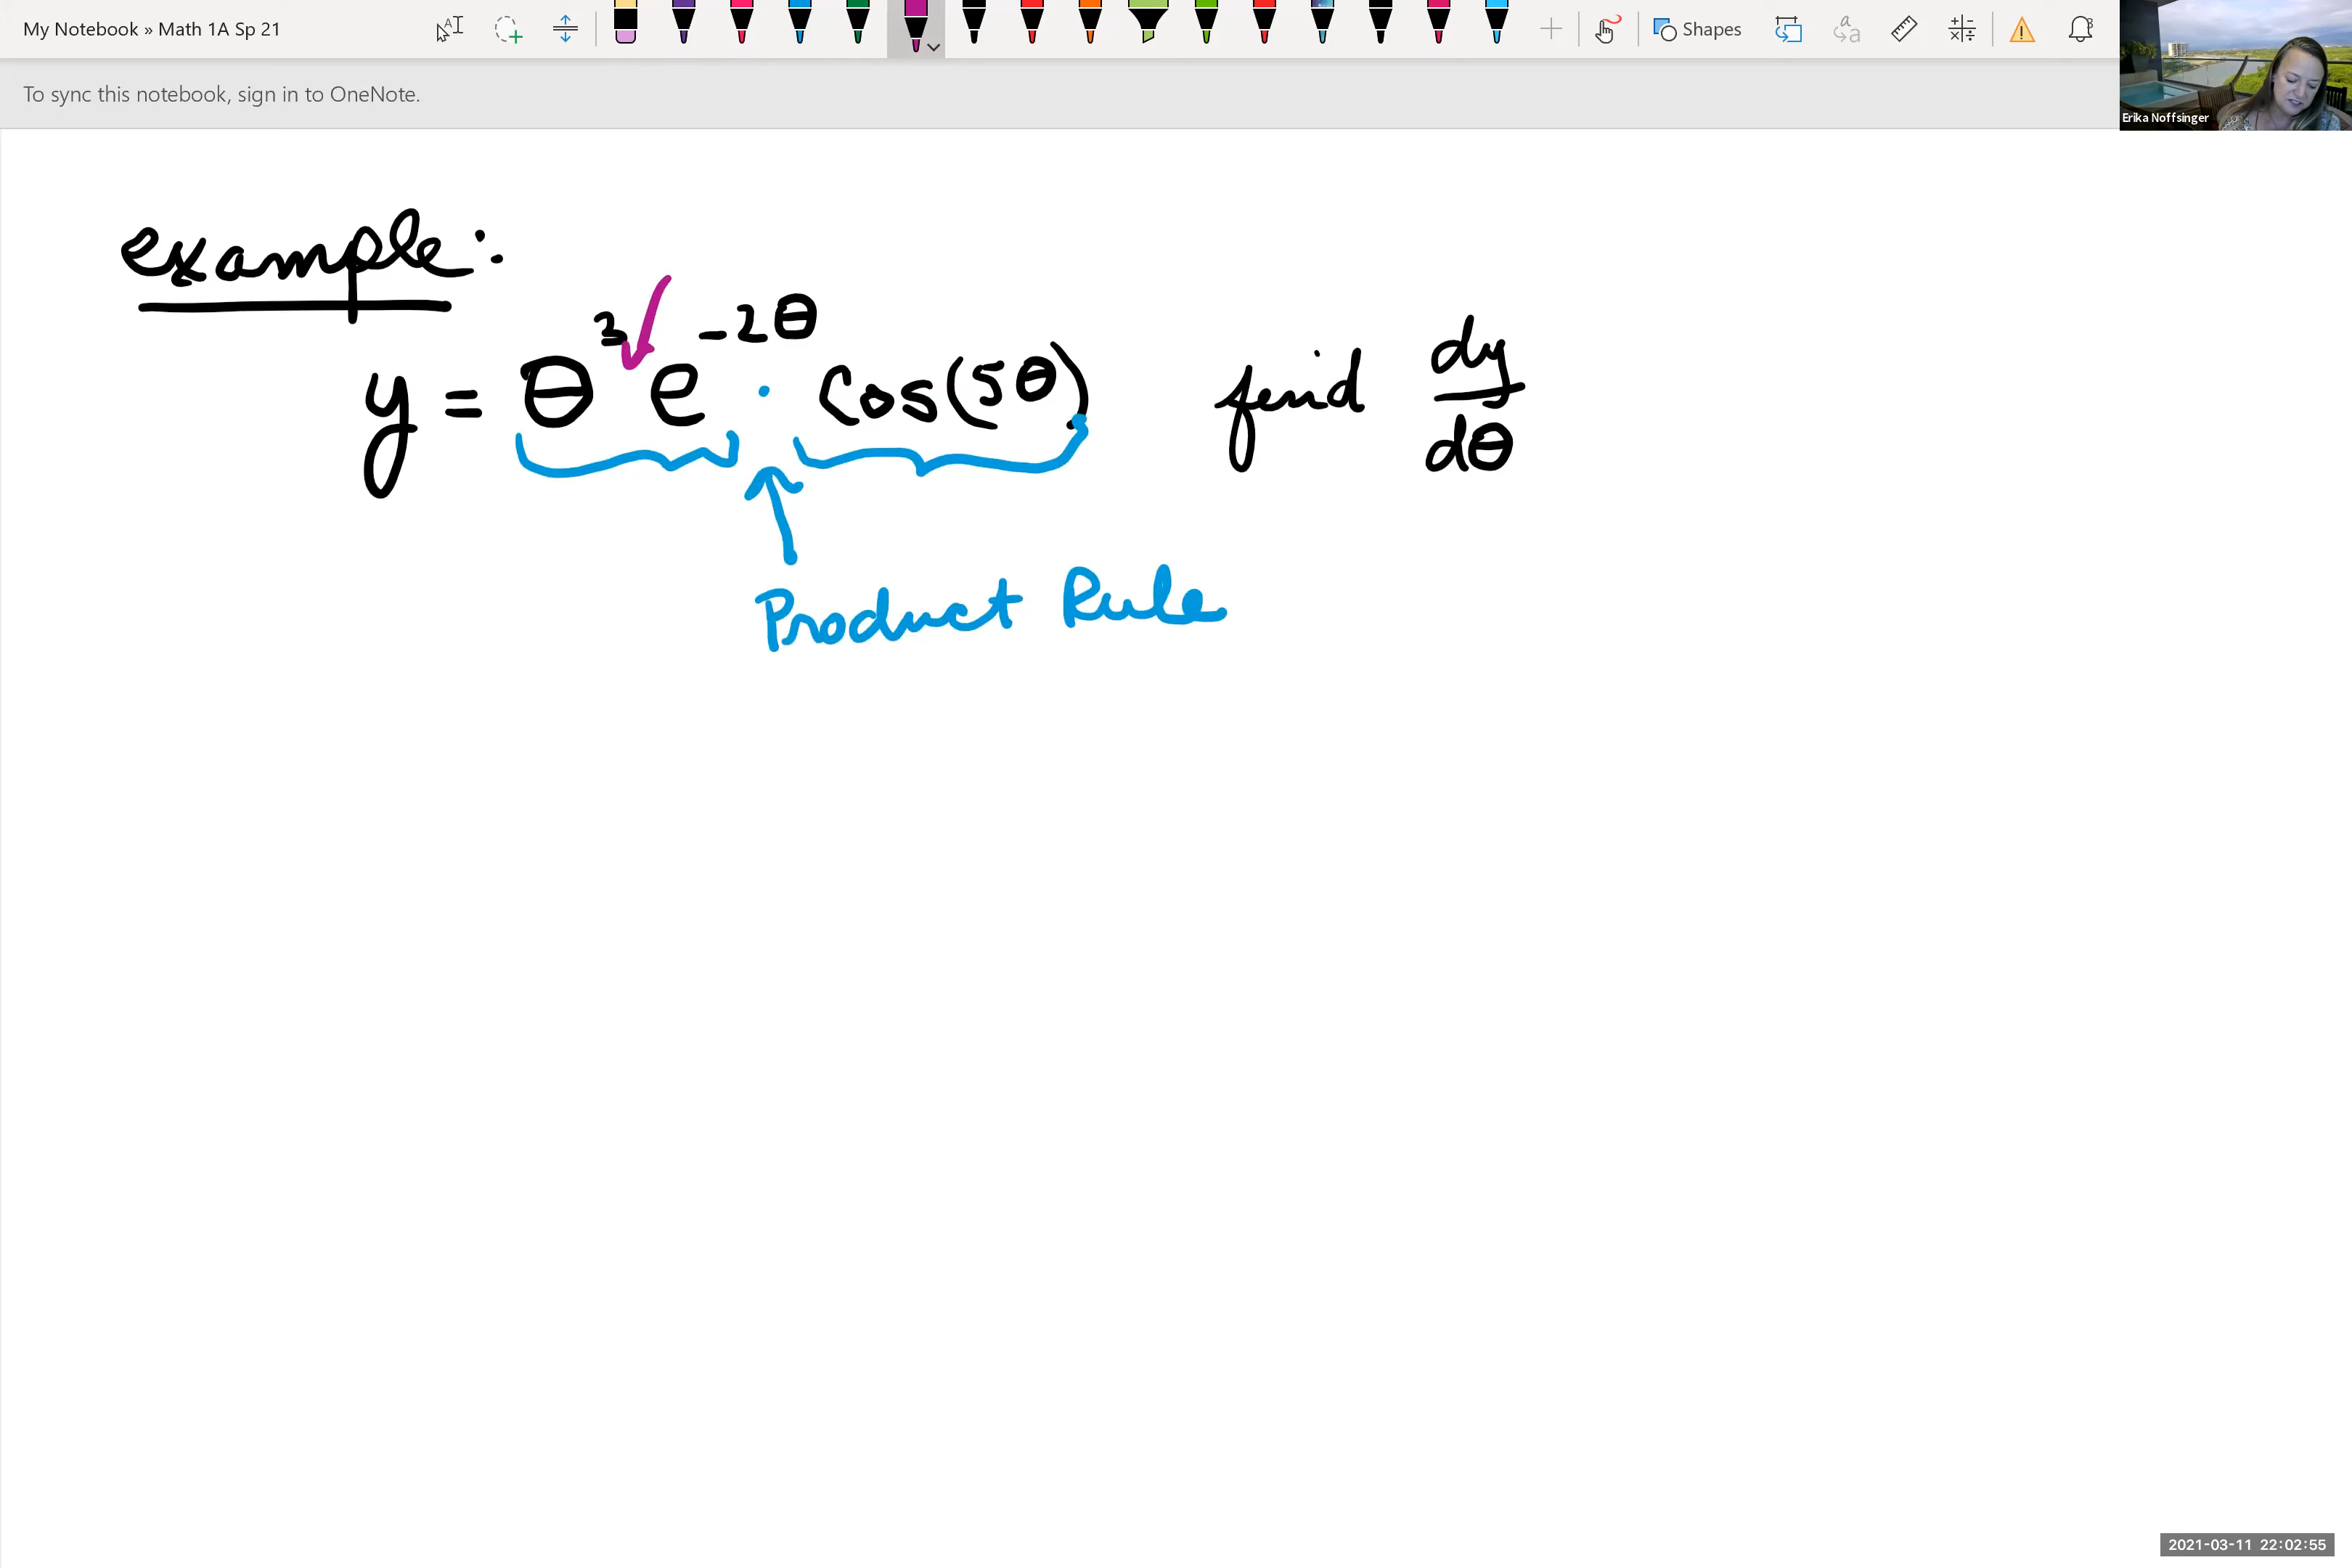 My Notebook » Math 1A Sp 21
Shapes
To sync this notebook, sign in to OneNote.
Erika Noffsinger
example:
y = θ³ e^(-2θ) · cos(5θ) find dy/dθ
Product Rule
2021-03-11 22:02:55